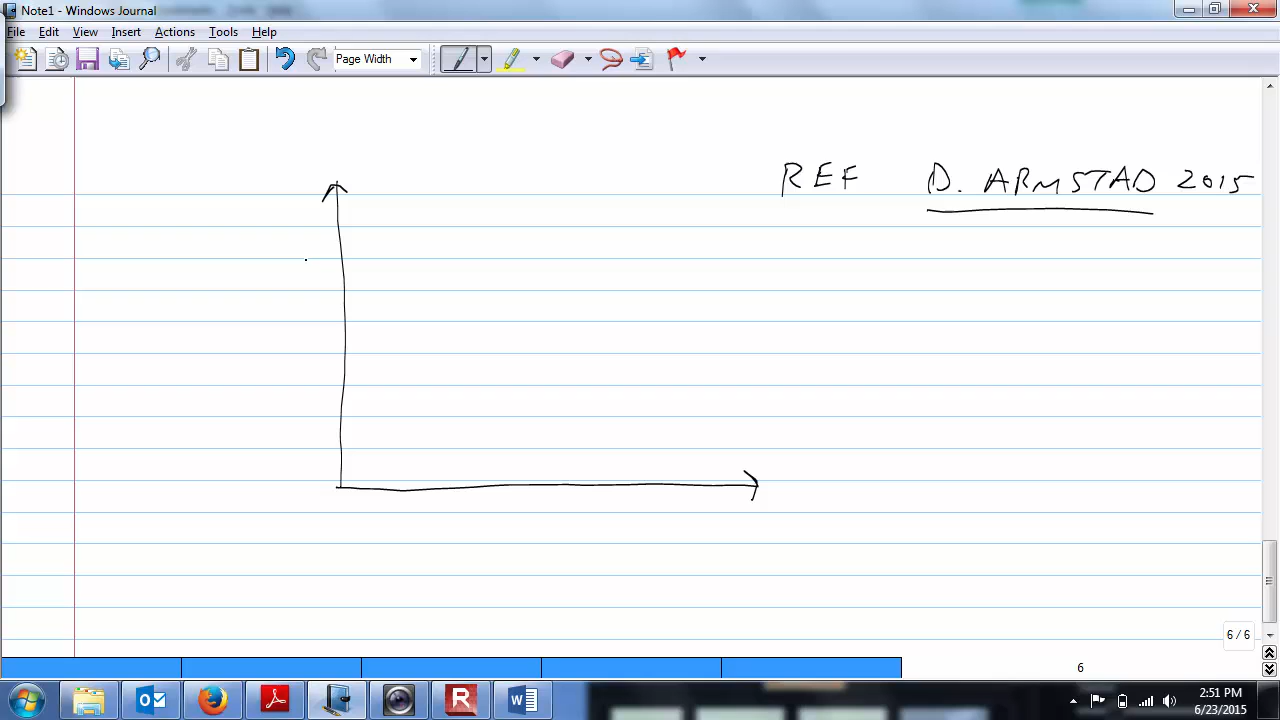 Note1 - Windows Journal
File Edit View Insert Actions Tools Help
Page Width
REF D. ARMSTAD 2015
6 / 6
6
2:51 PM
6/23/2015